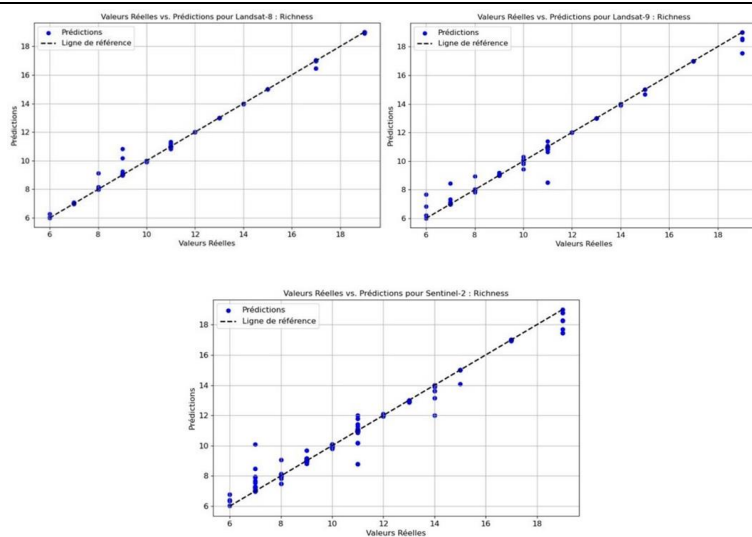 Valeurs Réelles vs. Prédictions pour Landsat-8 : Richness
Prédictions
Ligne de référence
18
16
14
12
10
8
6
Prédictions
6 8 10 12 14 16 18
Valeurs Réelles
Valeurs Réelles vs. Prédictions pour Landsat-9 : Richness
Prédictions
Ligne de référence
18
16
14
12
10
8
6
Prédictions
6 8 10 12 14 16 18
Valeurs Réelles
Valeurs Réelles vs. Prédictions pour Sentinel-2 : Richness
Prédictions
Ligne de référence
18
16
14
12
10
8
6
Prédictions
6 8 10 12 14 16 18
Valeurs Réelles